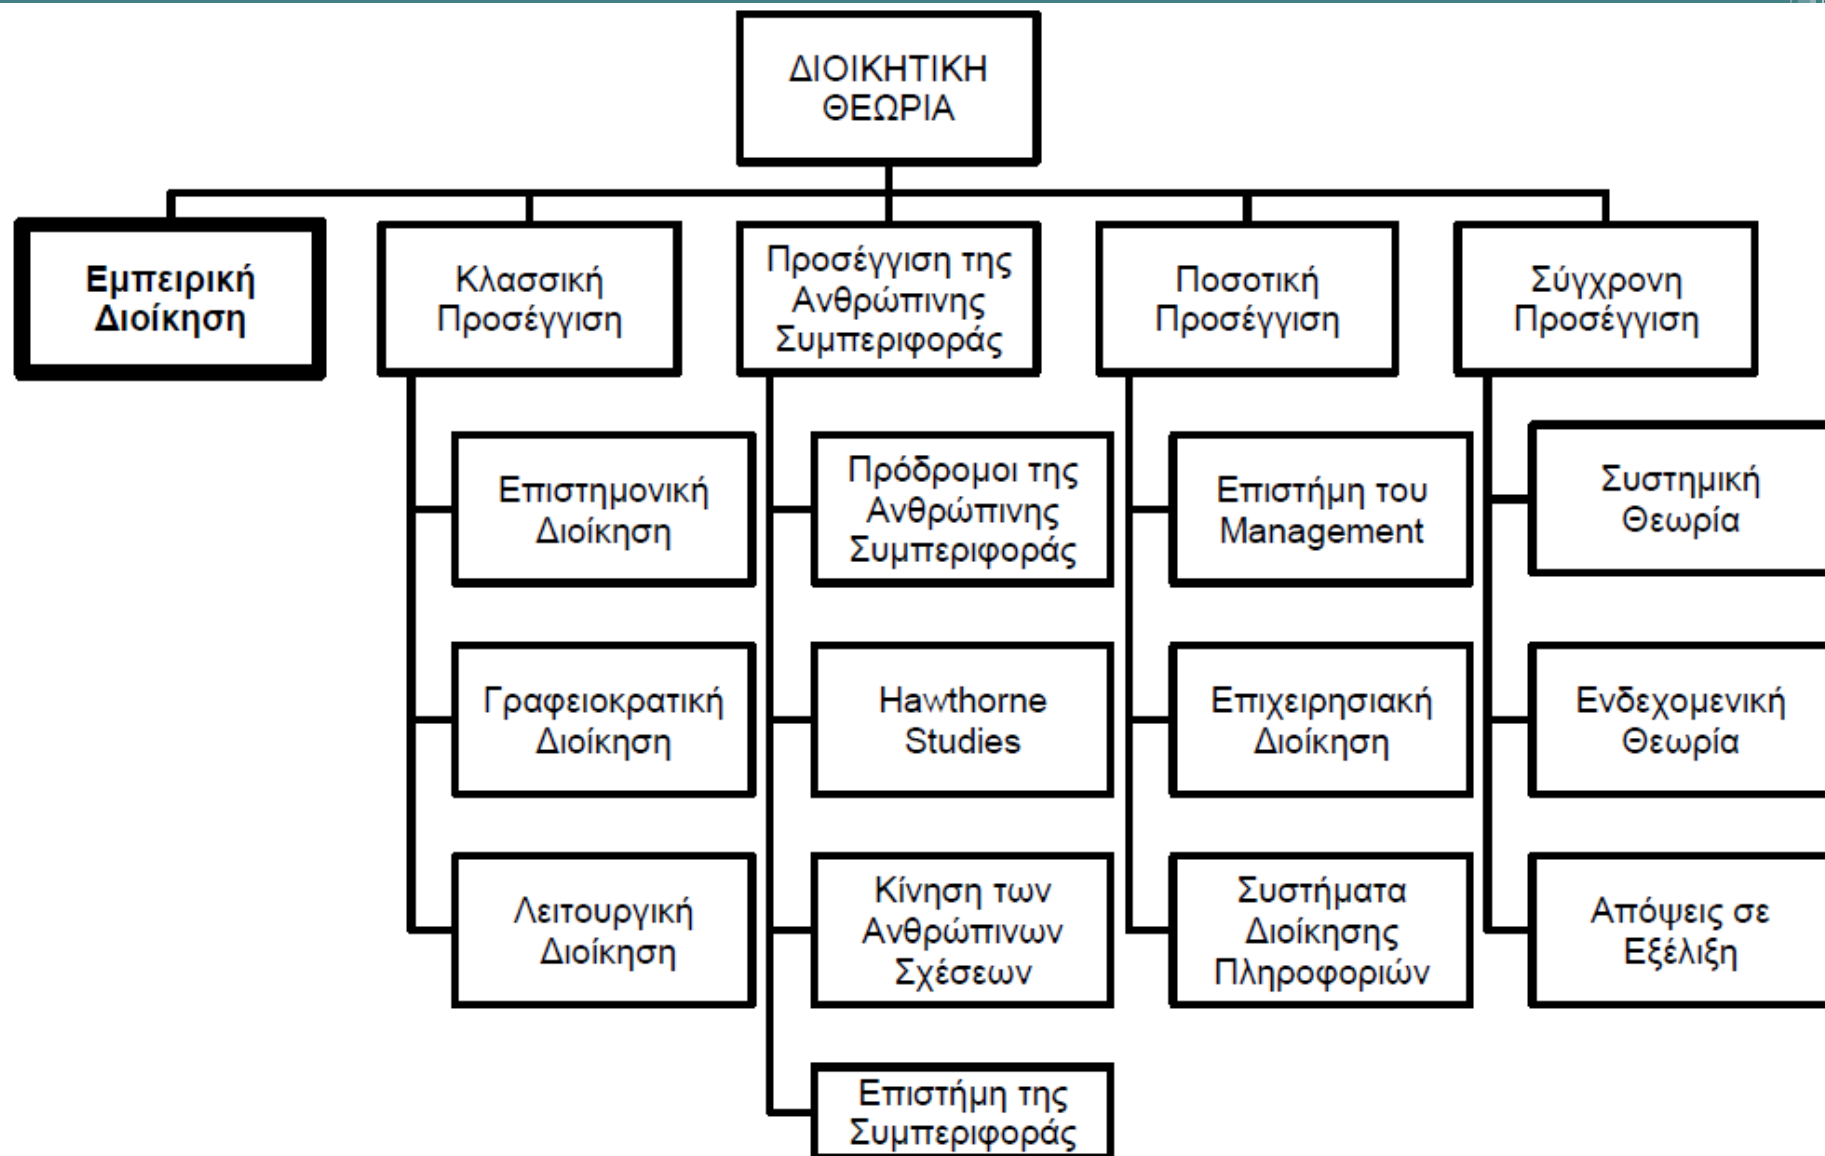 ΔΙΟΙΚΗΤΙΚΗ
ΘΕΩΡΙΑ
Εμπειρική
Διοίκηση
Κλασσική
Προσέγγιση
Προσέγγιση της
Ανθρώπινης
Συμπεριφοράς
Ποσοτική
Προσέγγιση
Σύγχρονη
Προσέγγιση
Επιστημονική
Διοίκηση
Γραφειοκρατική
Διοίκηση
Λειτουργική
Διοίκηση
Πρόδρομοι της
Ανθρώπινης
Συμπεριφοράς
Hawthorne
Studies
Κίνηση των
Ανθρώπινων
Σχέσεων
Επιστήμη της
Συμπεριφοράς
Επιστήμη του
Management
Επιχειρησιακή
Διοίκηση
Συστήματα
Διοίκησης
Πληροφοριών
Συστημική
Θεωρία
Ενδεχομενική
Θεωρία
Απόψεις σε
Εξέλιξη